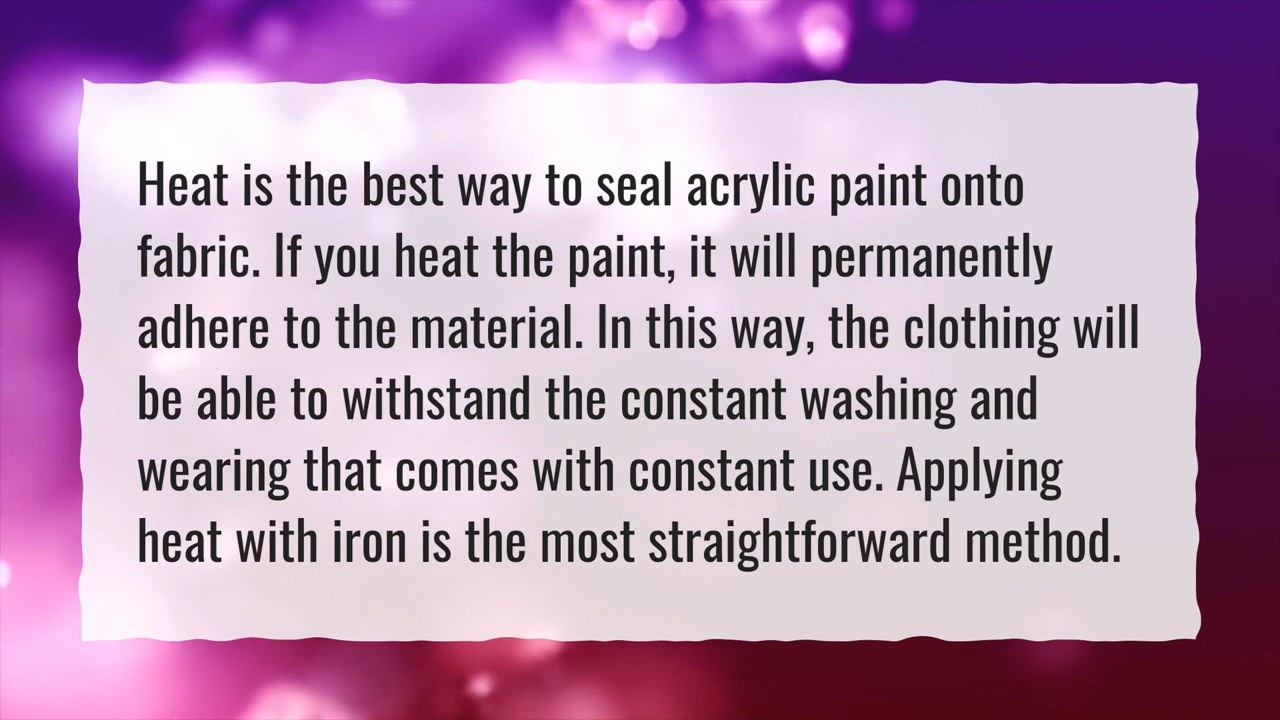 Heat is the best way to seal acrylic paint onto
fabric. If you heat the paint, it will permanently
adhere to the material. In this way, the clothing will
be able to withstand the constant washing and
wearing that comes with constant use. Applying
heat with iron is the most straightforward method.